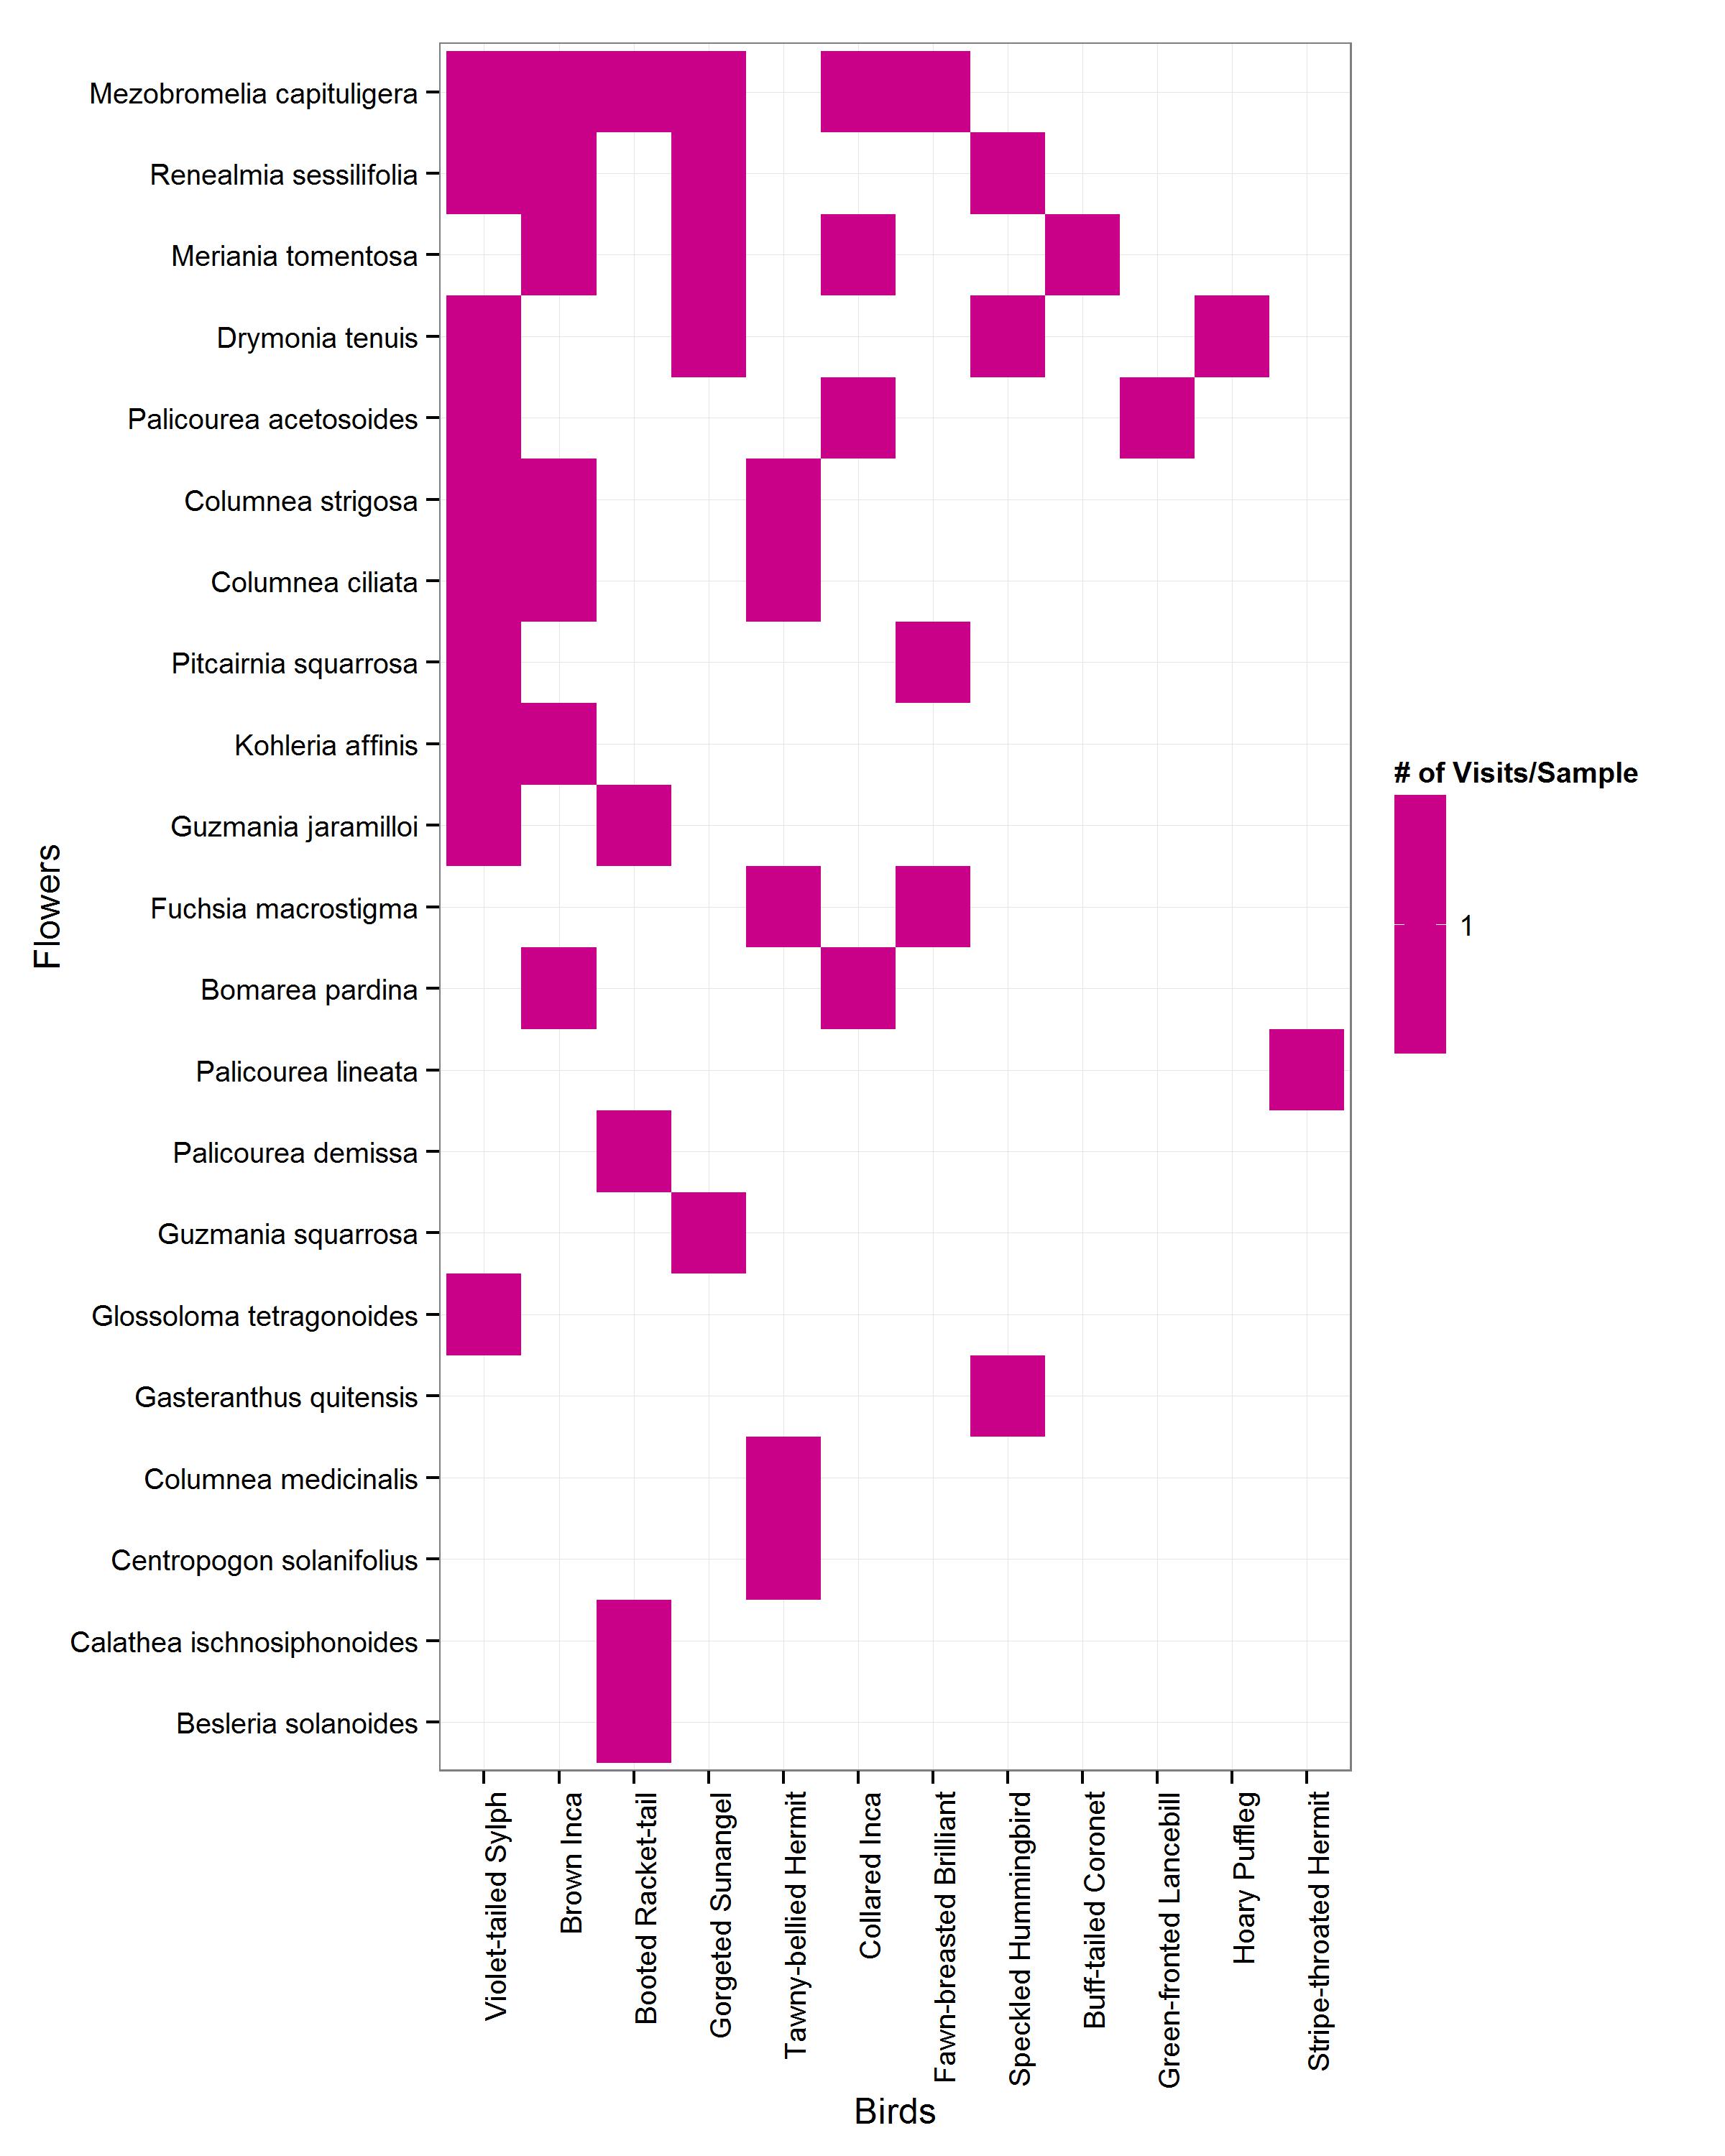 Mezobromelia capituligera
Renealmia sessilifolia
Meriania tomentosa
Drymonia tenuis
Palicourea acetosoides
Columnea strigosa
Columnea ciliata
Pitcairnia squarrosa
Kohleria affinis
Guzmania jaramilloi
Fuchsia macrostigma
Bomarea pardina
Palicourea lineata
Palicourea demissa
Guzmania squarrosa
Glossoloma tetragonoides
Gasteranthus quitensis
Columnea medicinalis
Centropogon solanifolius
Calathea ischnosiphonoides
Besleria solanoides
Flowers
Violet-tailed Sylph
Brown Inca
Booted Racket-tail
Gorgeted Sunangel
Tawny-bellied Hermit
Collared Inca
Fawn-breasted Brilliant
Speckled Hummingbird
Buff-tailed Coronet
Green-fronted Lancebill
Hoary Puffleg
Stripe-throated Hermit
Birds
# of Visits/Sample
1